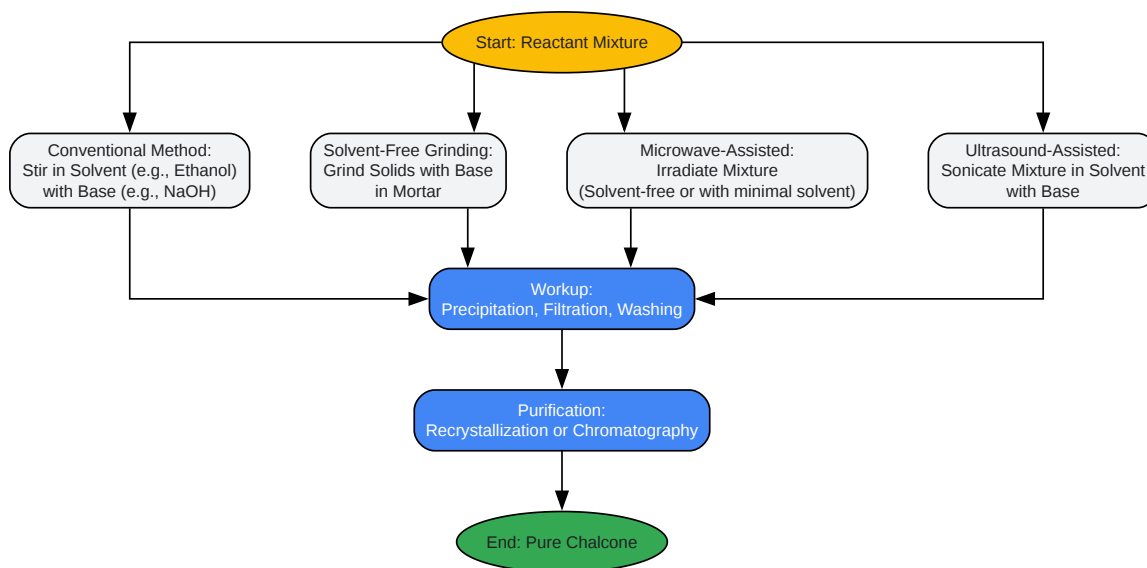 Start: Reactant Mixture
Conventional Method:
Stir in Solvent (e.g., Ethanol)
with Base (e.g., NaOH)
Solvent-Free Grinding:
Grind Solids with Base
in Mortar
Microwave-Assisted:
Irradiate Mixture
(Solvent-free or with minimal solvent)
Ultrasound-Assisted:
Sonicate Mixture in Solvent
with Base
Workup:
Precipitation, Filtration, Washing
Purification:
Recrystallization or Chromatography
End: Pure Chalcone